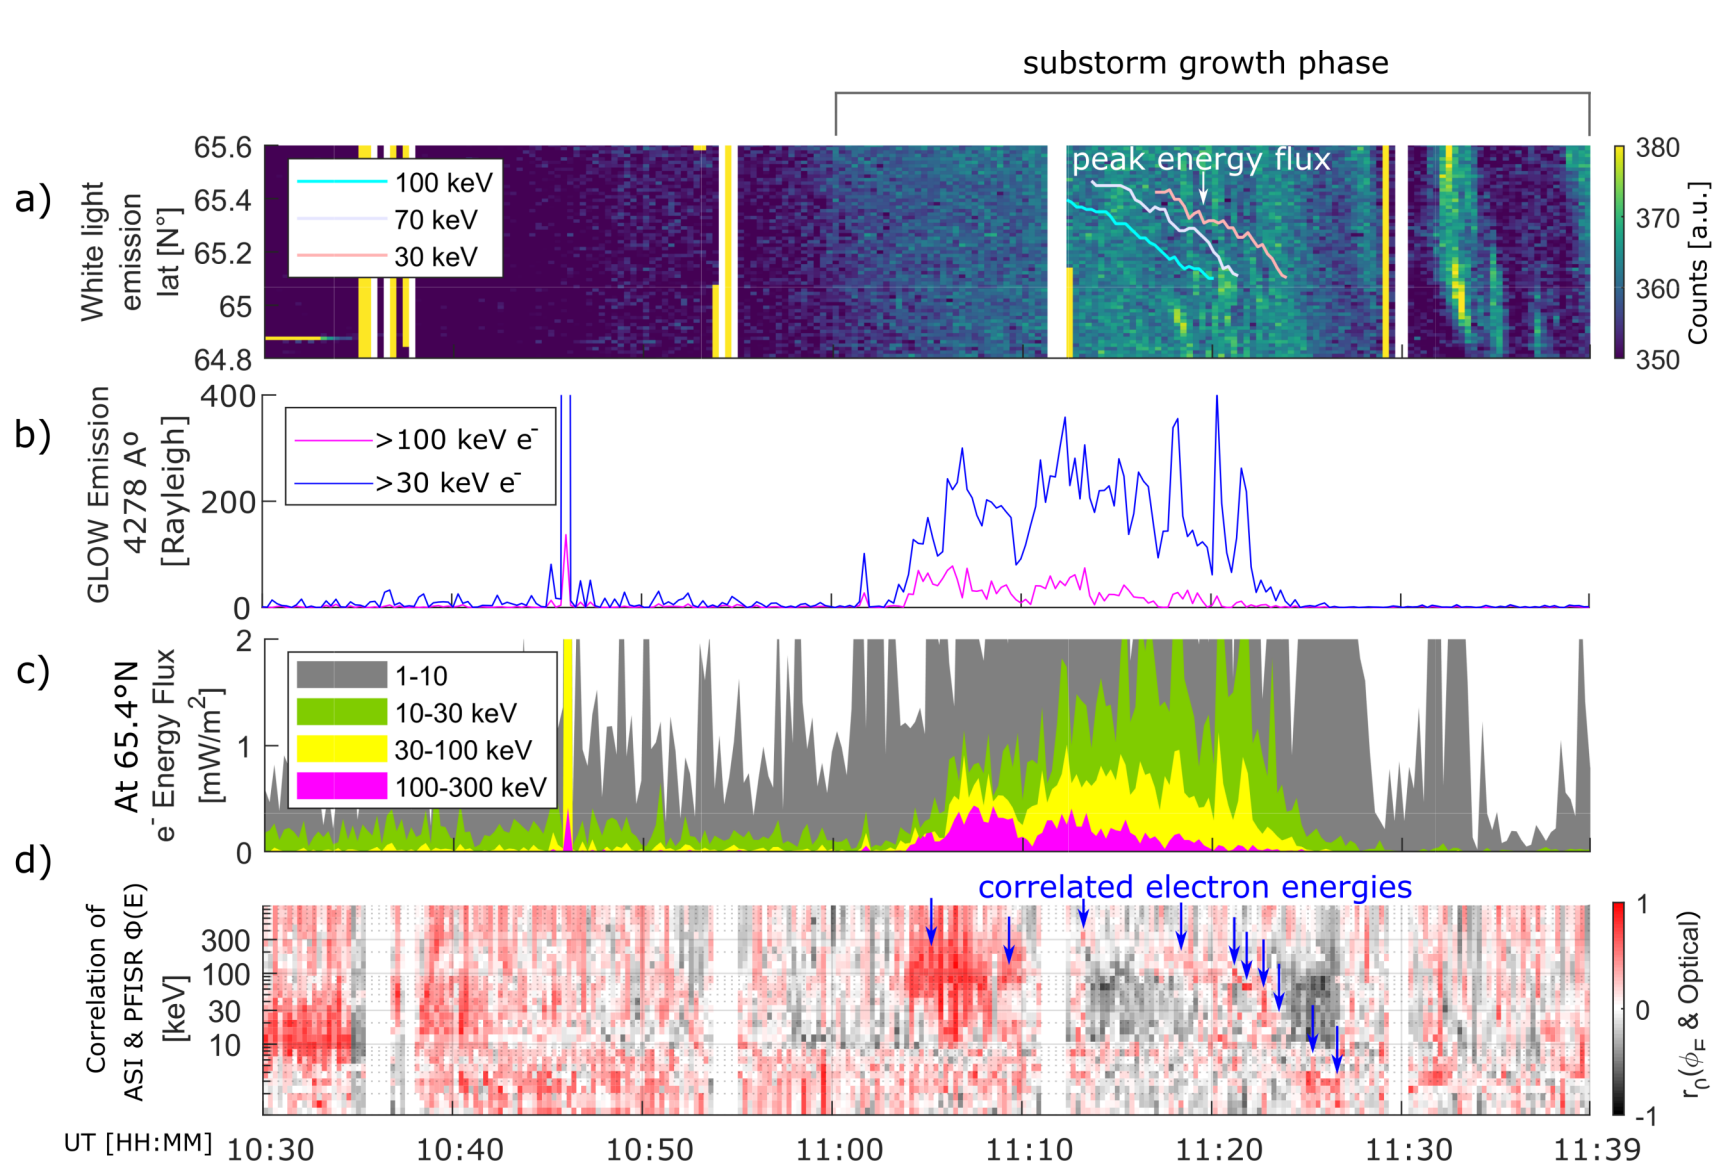 substorm growth phase
a)
White light
emission
lat [N°]
65.6
65.4
65.2
65
64.8
100 keV
70 keV
30 keV
peak energy flux
380
370
360
350
Counts [a.u.]
b)
GLOW Emission
4278 Aº
[Rayleigh]
400
200
0
>100 keV e-
>30 keV e-
c)
At 65.4°N
e- Energy Flux
[mW/m²]
2
1
0
1-10
10-30 keV
30-100 keV
100-300 keV
d)
Correlation of
ASI & PFISR Φ(E)
[keV]
300
100
30
10
correlated electron energies
1
0
-1
r₀(ϕE & Optical)
UT [HH:MM]
10:30
10:40
10:50
11:00
11:10
11:20
11:30
11:39